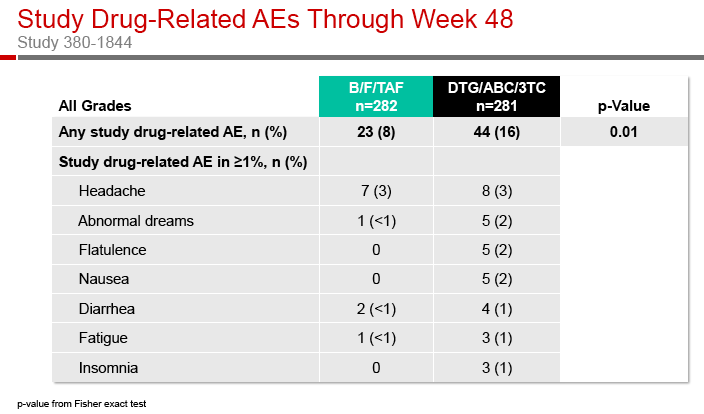 Study Drug-Related AEs Through Week 48
Study 380-1844
All Grades B/F/TAF n=282 DTG/ABC/3TC n=281 p-Value
Any study drug-related AE, n (%) 23 (8) 44 (16) 0.01
Study drug-related AE in ≥1%, n (%)
Headache 7 (3) 8 (3)
Abnormal dreams 1 (<1) 5 (2)
Flatulence 0 5 (2)
Nausea 0 5 (2)
Diarrhea 2 (<1) 4 (1)
Fatigue 1 (<1) 3 (1)
Insomnia 0 3 (1)
p-value from Fisher exact test